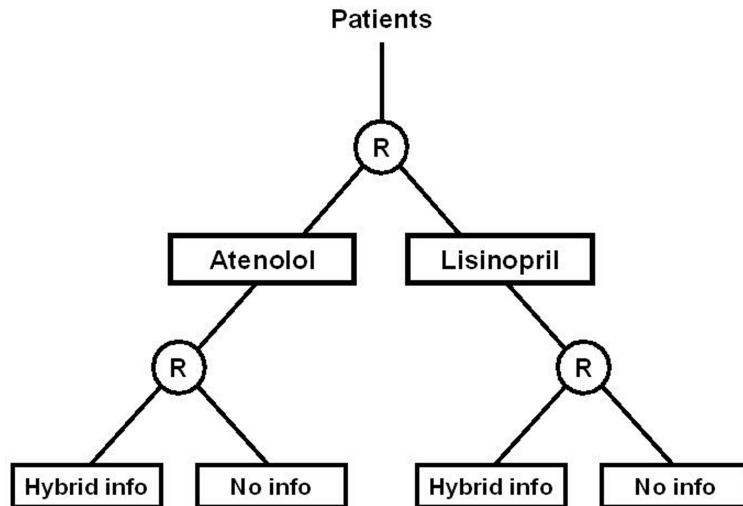 Patients
R
Atenolol
Lisinopril
R
R
Hybrid info
No info
Hybrid info
No info